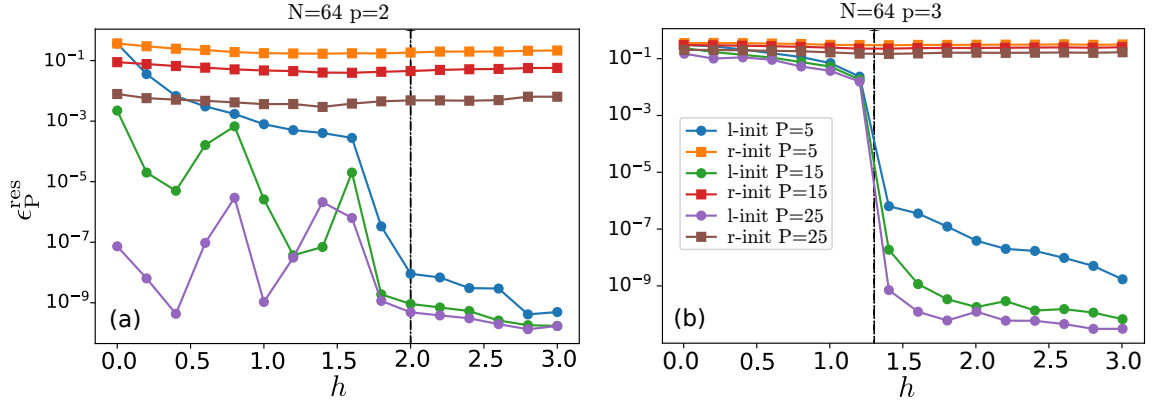 N=64 p=2
N=64 p=3
ϵ_P^res
10⁻¹
10⁻³
10⁻⁵
10⁻⁷
10⁻⁹
(a)
0.0 0.5 1.0 1.5 2.0 2.5 3.0
h
10⁻¹
10⁻³
10⁻⁵
10⁻⁷
10⁻⁹
l-init P=5
r-init P=5
l-init P=15
r-init P=15
l-init P=25
r-init P=25
(b)
0.0 0.5 1.0 1.5 2.0 2.5 3.0
h